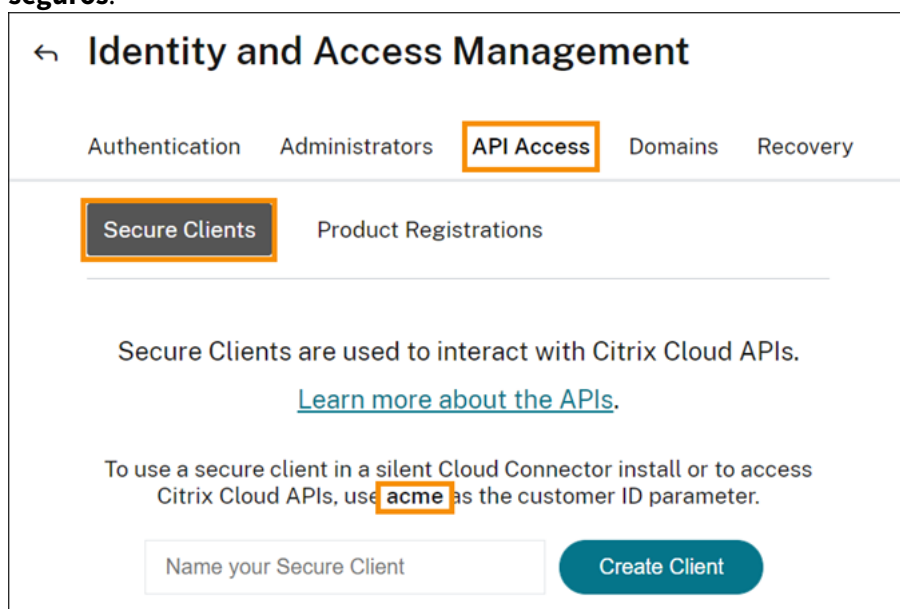 seguros.
Identity and Access Management
Authentication Administrators API Access Domains Recovery
Secure Clients Product Registrations
Secure Clients are used to interact with Citrix Cloud APIs.
Learn more about the APIs.
To use a secure client in a silent Cloud Connector install or to access
Citrix Cloud APIs, use acme as the customer ID parameter.
Name your Secure Client Create Client